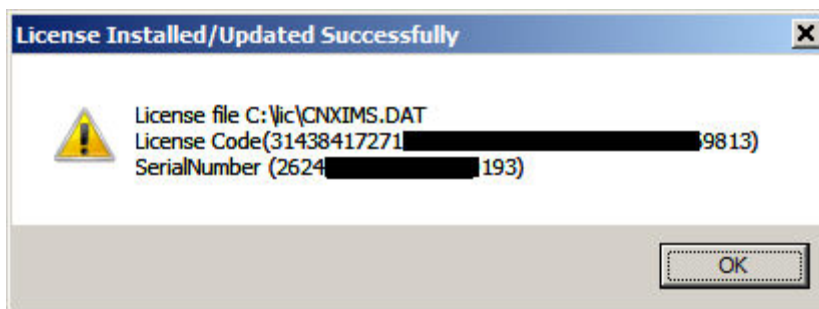 License Installed/Updated Successfully
License file C:\lic\CNXIMS.DAT
License Code(31438417271 9813)
SerialNumber (2624 193)
OK